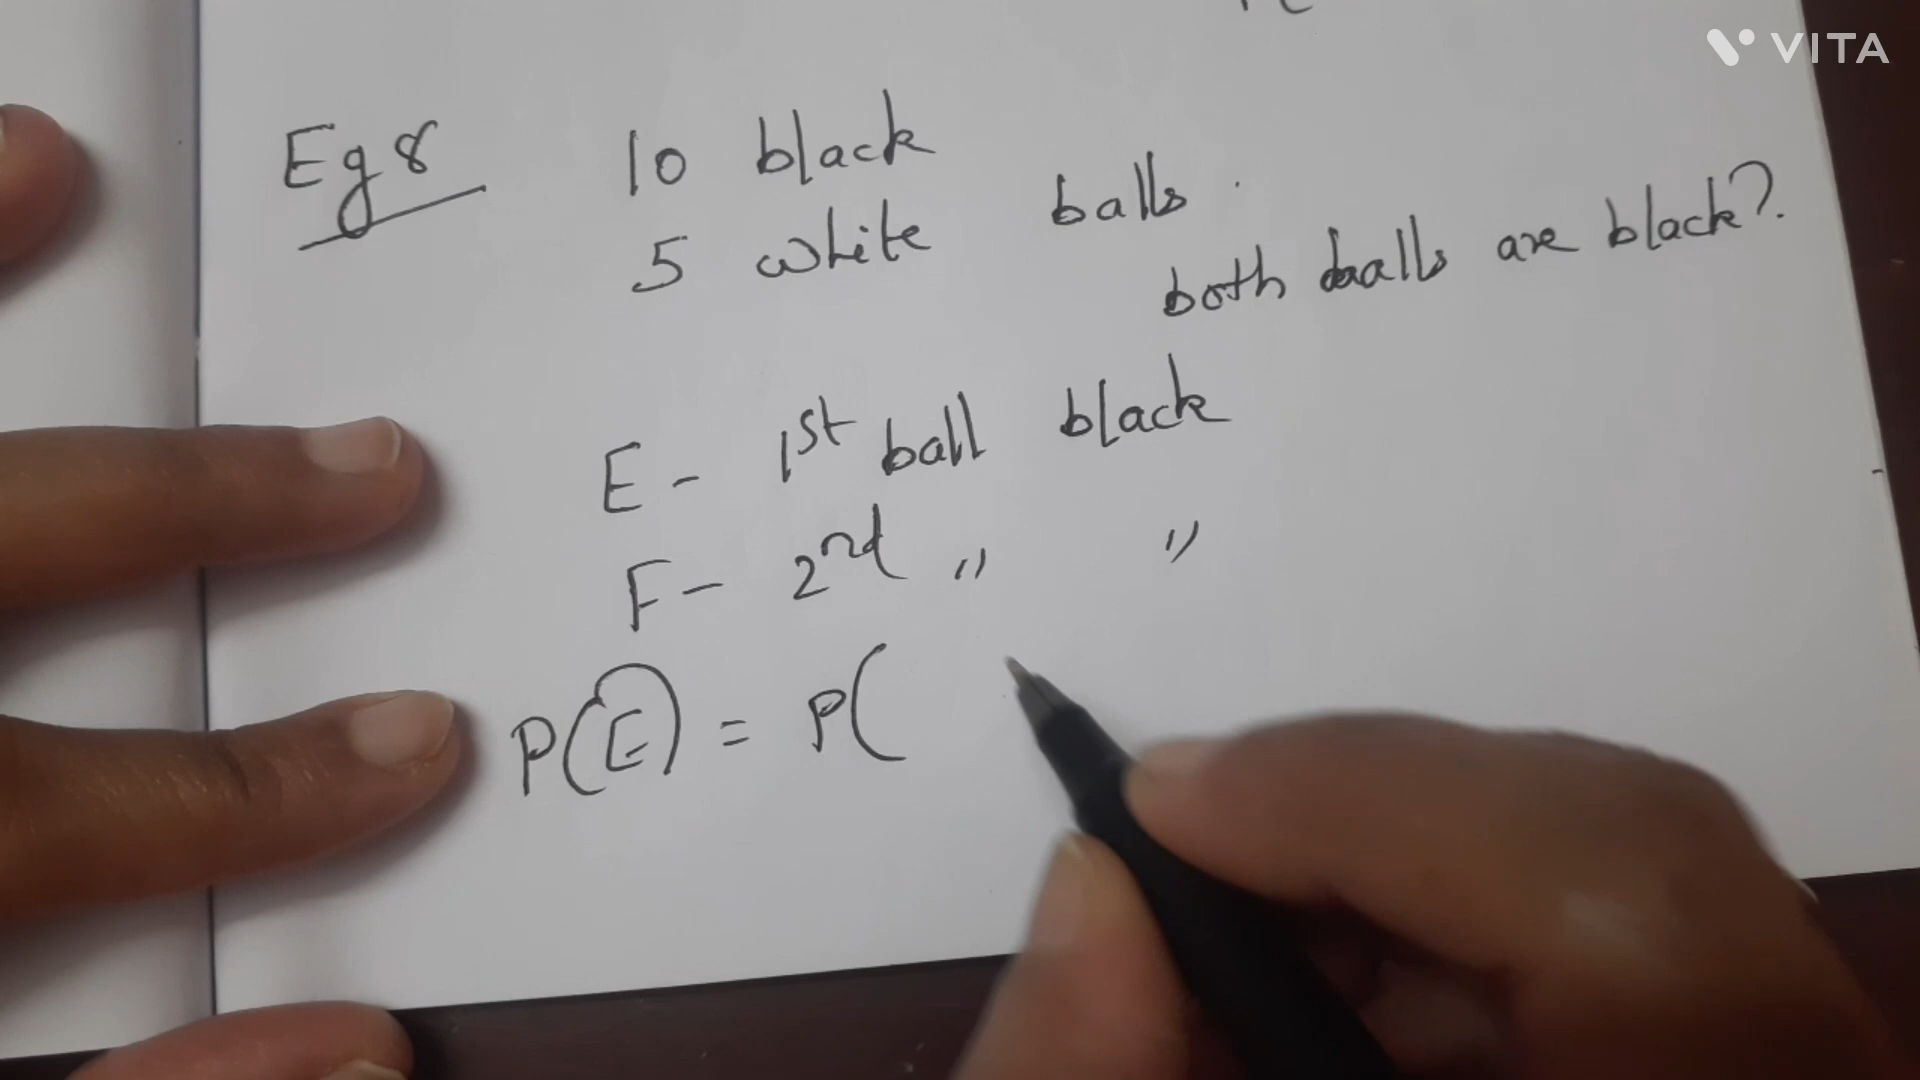 VITA
Eg 8 10 black
5 white balls.
both balls are black?.
E - 1st ball black
F - 2nd " "
P(E) = P(